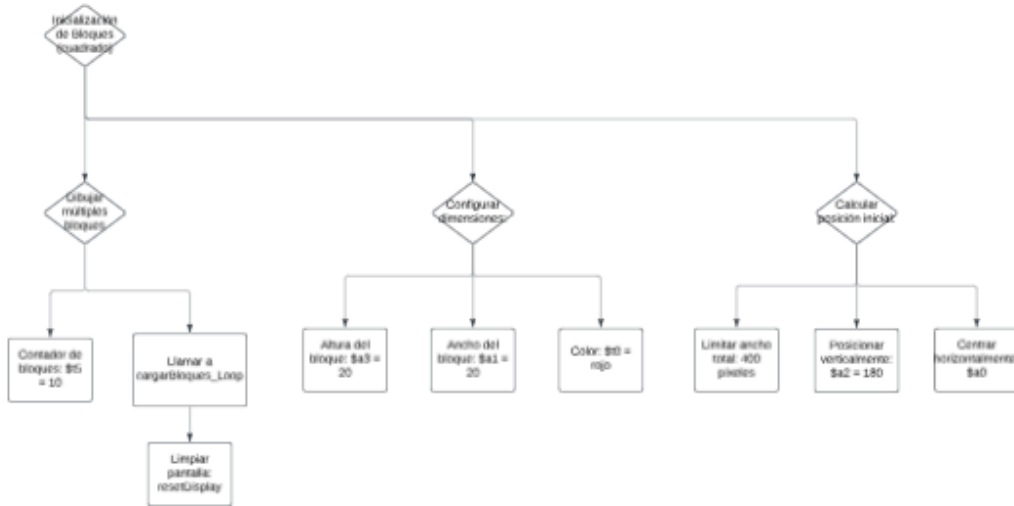 Inicialización
de Bloques
(cuadrado)
Dibujar
múltiples
bloques
Configurar
dimensiones:
Calcular
posición inicial:
Contador de
bloques: $t5
= 10
Llamar a
cargarBloques_Loop
Limpiar
pantalla:
resetDisplay
Altura del
bloque: $a3 =
20
Ancho del
bloque: $a1 =
20
Color: $t0 =
rojo
Limitar ancho
total: 400
píxeles
Posicionar
verticalmente:
$a2 = 180
Centrar
horizontalmente:
$a0